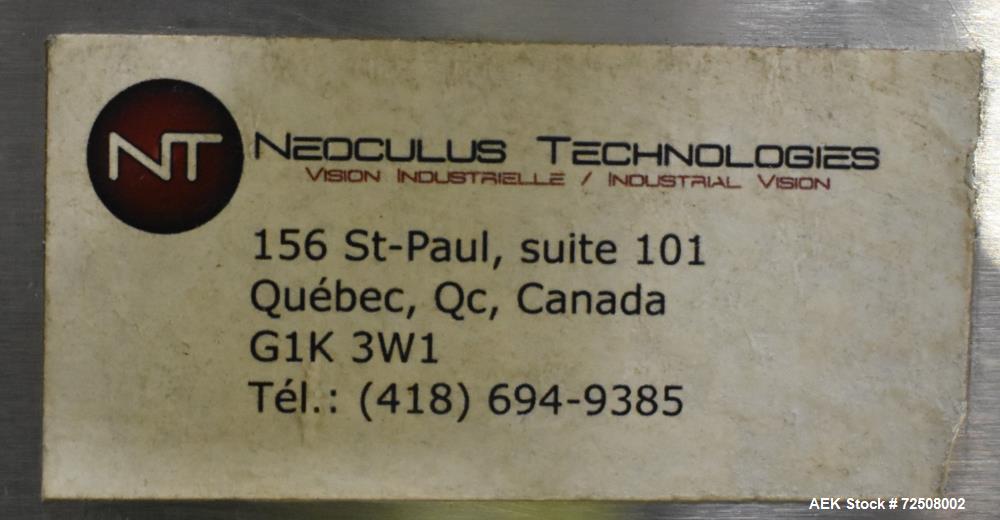 NT
NEOCULUS TECHNOLOGIES
VISION INDUSTRIELLE / INDUSTRIAL VISION
156 St-Paul, suite 101
Québec, Qc, Canada
G1K 3W1
Tél.: (418) 694-9385
AEK Stock # 72508002